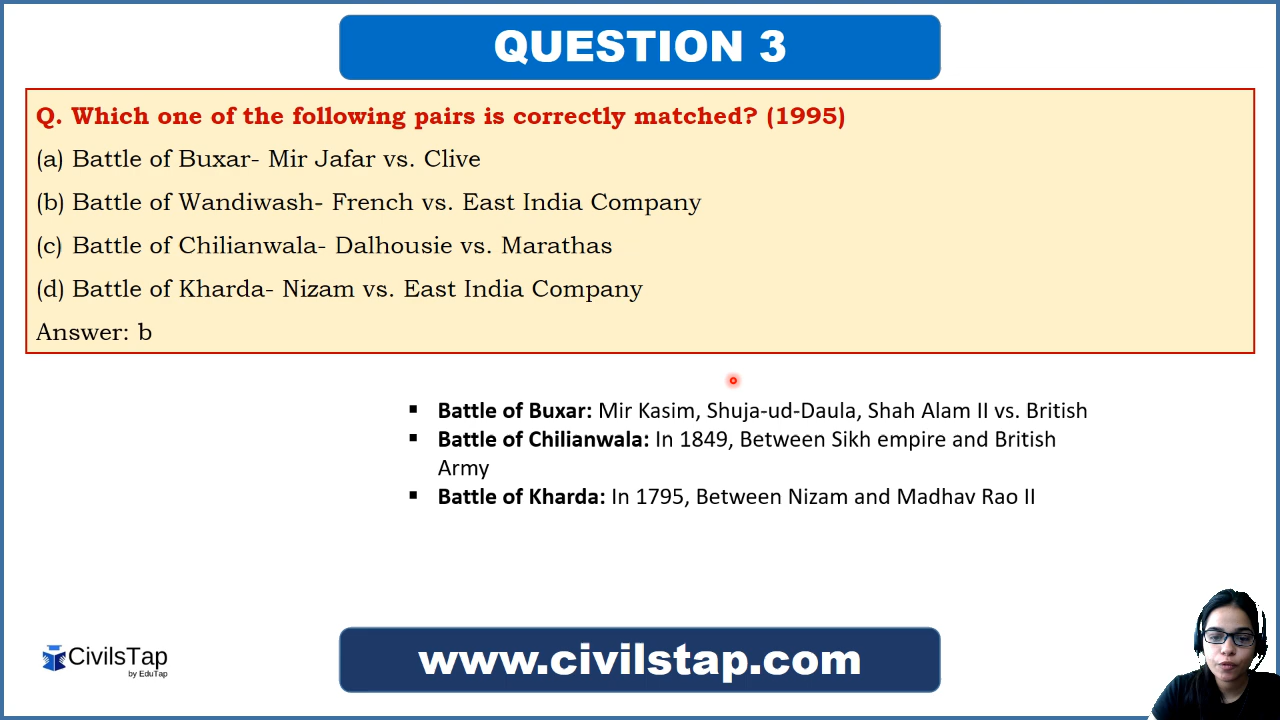 QUESTION 3
Q. Which one of the following pairs is correctly matched? (1995)
(a) Battle of Buxar- Mir Jafar vs. Clive
(b) Battle of Wandiwash- French vs. East India Company
(c) Battle of Chilianwala- Dalhousie vs. Marathas
(d) Battle of Kharda- Nizam vs. East India Company
Answer: b
▪ Battle of Buxar: Mir Kasim, Shuja-ud-Daula, Shah Alam II vs. British
▪ Battle of Chilianwala: In 1849, Between Sikh empire and British
Army
▪ Battle of Kharda: In 1795, Between Nizam and Madhav Rao II
CivilsTap
by EduTap
www.civilstap.com